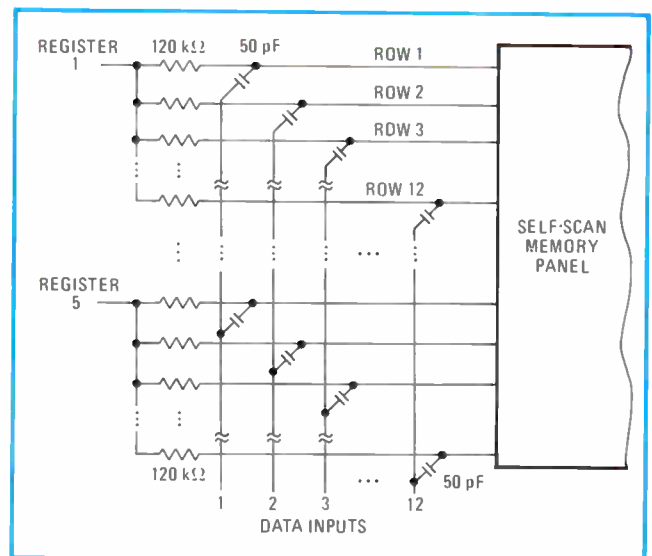 REGISTER
1
120 kΩ
50 pF
ROW 1
ROW 2
ROW 3
ROW 12
SELF-SCAN
MEMORY
PANEL
REGISTER
5
120 kΩ
50 pF
1 2 3 ... 12
DATA INPUTS